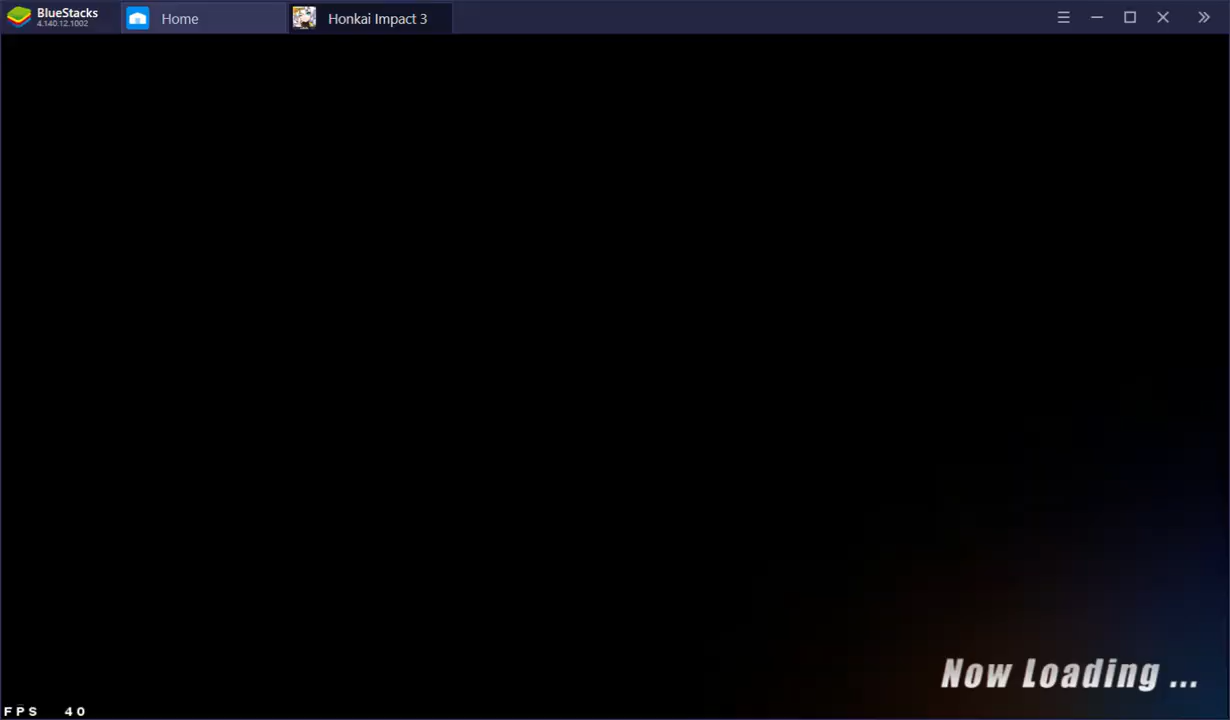 BlueStacks
4.140.12.1002
Home
Honkai Impact 3
Now Loading ...
FPS 40